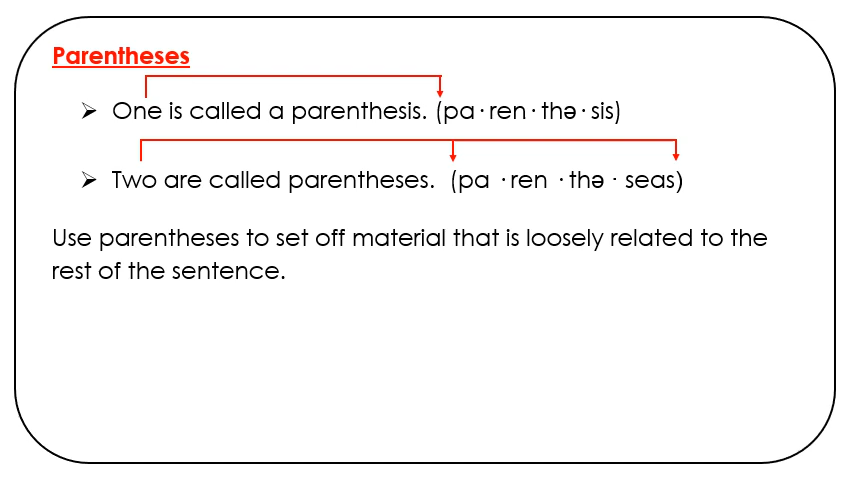 Parentheses
➢ One is called a parenthesis. (pa·ren·thə·sis)
➢ Two are called parentheses. (pa ·ren ·thə · seas)
Use parentheses to set off material that is loosely related to the
rest of the sentence.